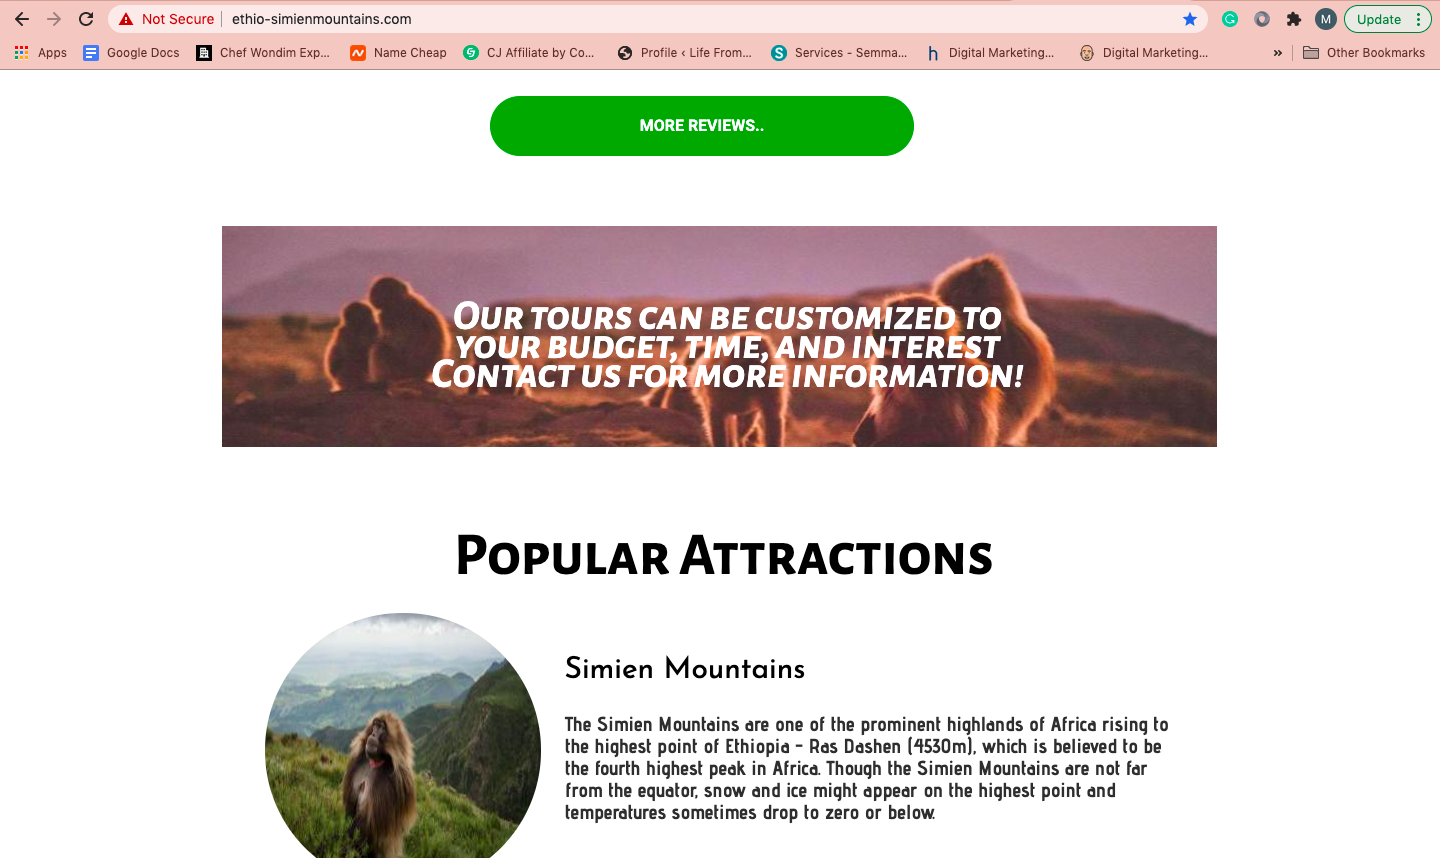 Not Secure ethio-simienmountains.com M Update
Apps Google Docs Chef Wondim Exp... Name Cheap CJ Affiliate by Co... Profile ‹ Life From... Services - Semma... Digital Marketing... Digital Marketing... » Other Bookmarks
MORE REVIEWS..
OUR TOURS CAN BE CUSTOMIZED TO
YOUR BUDGET, TIME, AND INTEREST
CONTACT US FOR MORE INFORMATION!
POPULAR ATTRACTIONS
Simien Mountains
The Simien Mountains are one of the prominent highlands of Africa rising to
the highest point of Ethiopia - Ras Dashen (4530m), which is believed to be
the fourth highest peak in Africa. Though the Simien Mountains are not far
from the equator, snow and ice might appear on the highest point and
temperatures sometimes drop to zero or below.